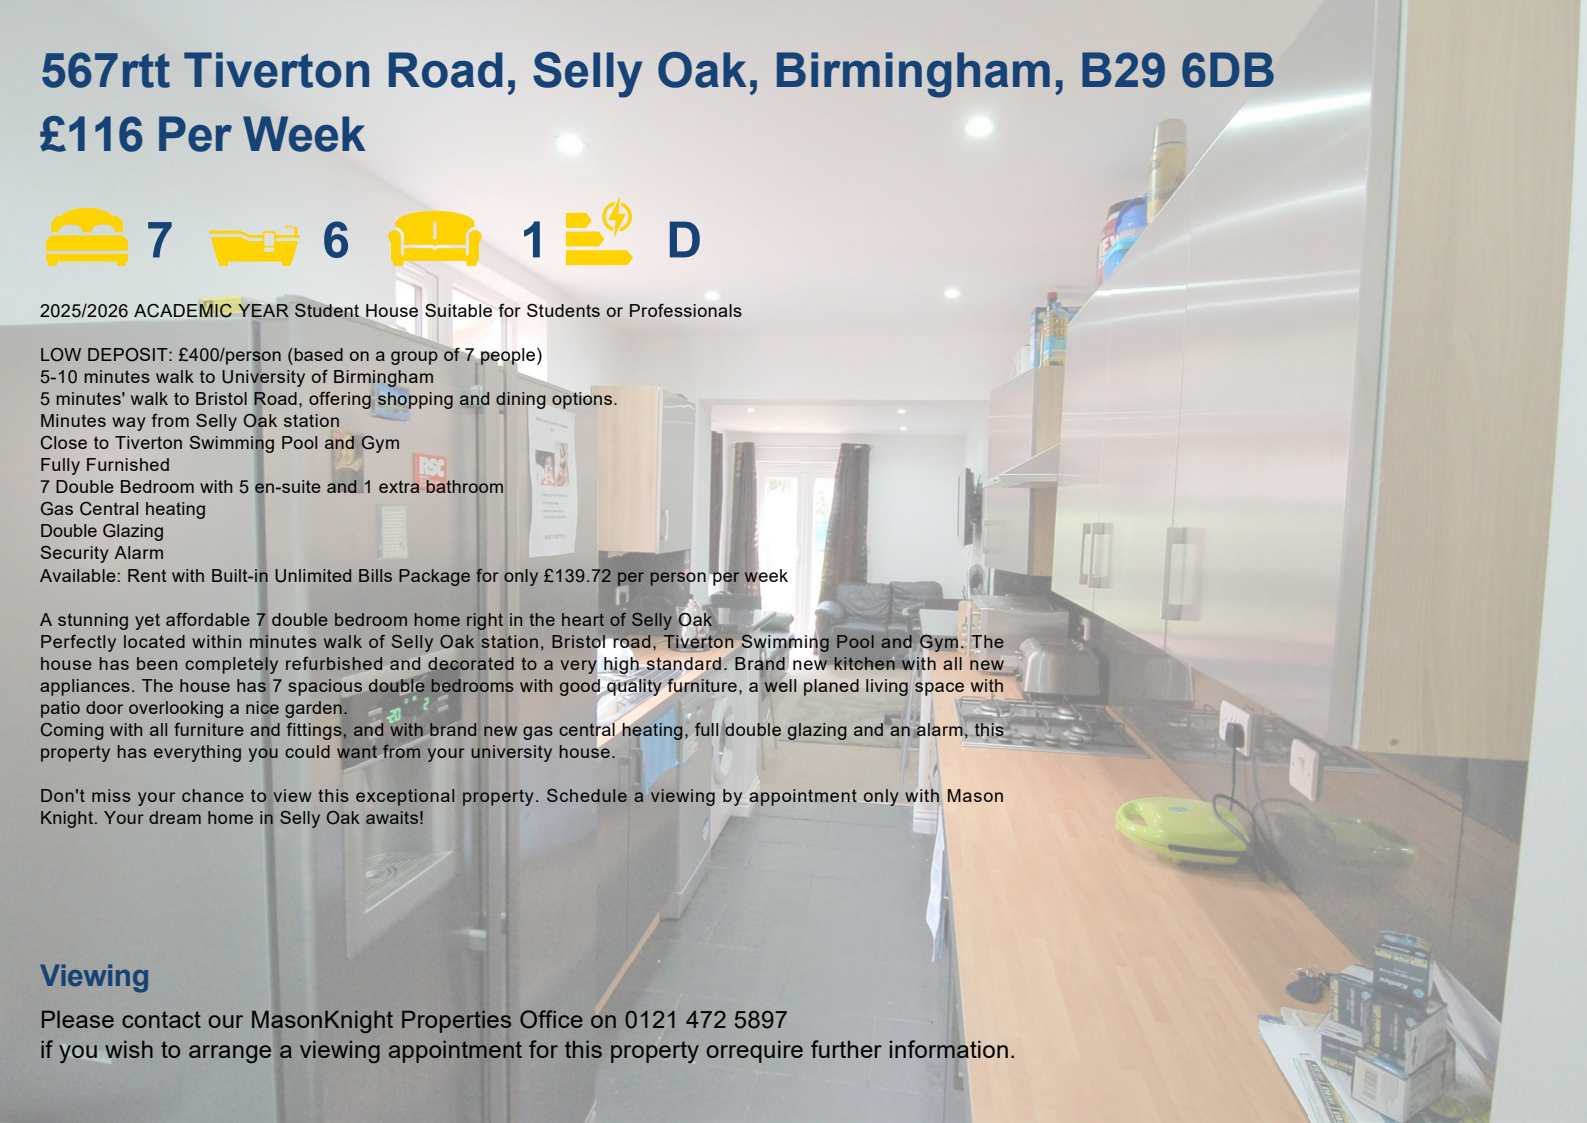 567rtt Tiverton Road, Selly Oak, Birmingham, B29 6DB
£116 Per Week
7 6 1 D
2025/2026 ACADEMIC YEAR Student House Suitable for Students or Professionals
LOW DEPOSIT: £400/person (based on a group of 7 people)
5-10 minutes walk to University of Birmingham
5 minutes' walk to Bristol Road, offering shopping and dining options.
Minutes way from Selly Oak station
Close to Tiverton Swimming Pool and Gym
Fully Furnished
7 Double Bedroom with 5 en-suite and 1 extra bathroom
Gas Central heating
Double Glazing
Security Alarm
Available: Rent with Built-in Unlimited Bills Package for only £139.72 per person per week
A stunning yet affordable 7 double bedroom home right in the heart of Selly Oak
Perfectly located within minutes walk of Selly Oak station, Bristol road, Tiverton Swimming Pool and Gym. The
house has been completely refurbished and decorated to a very high standard. Brand new kitchen with all new
appliances. The house has 7 spacious double bedrooms with good quality furniture, a well planed living space with
patio door overlooking a nice garden.
Coming with all furniture and fittings, and with brand new gas central heating, full double glazing and an alarm, this
property has everything you could want from your university house.
Don't miss your chance to view this exceptional property. Schedule a viewing by appointment only with Mason
Knight. Your dream home in Selly Oak awaits!
Viewing
Please contact our MasonKnight Properties Office on 0121 472 5897
if you wish to arrange a viewing appointment for this property orrequire further information.
RSC
-20 2